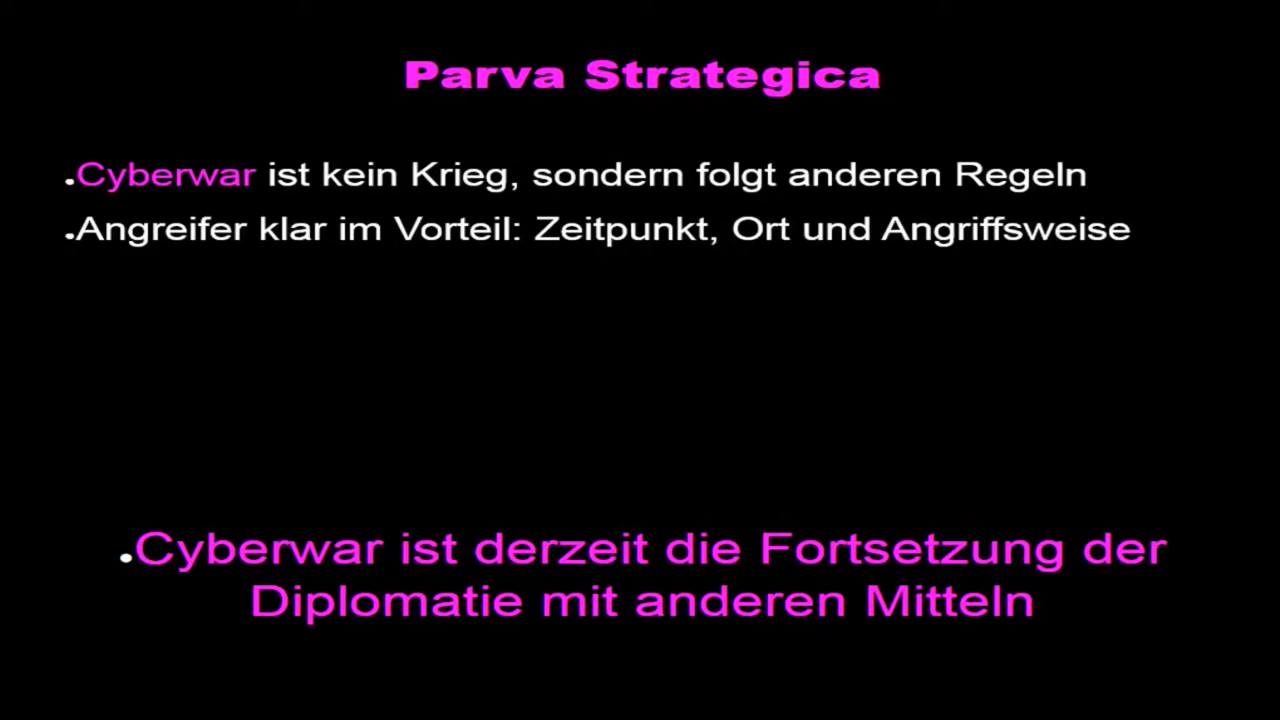 Parva Strategica
•Cyberwar ist kein Krieg, sondern folgt anderen Regeln
•Angreifer klar im Vorteil: Zeitpunkt, Ort und Angriffsweise
•Cyberwar ist derzeit die Fortsetzung der
Diplomatie mit anderen Mitteln